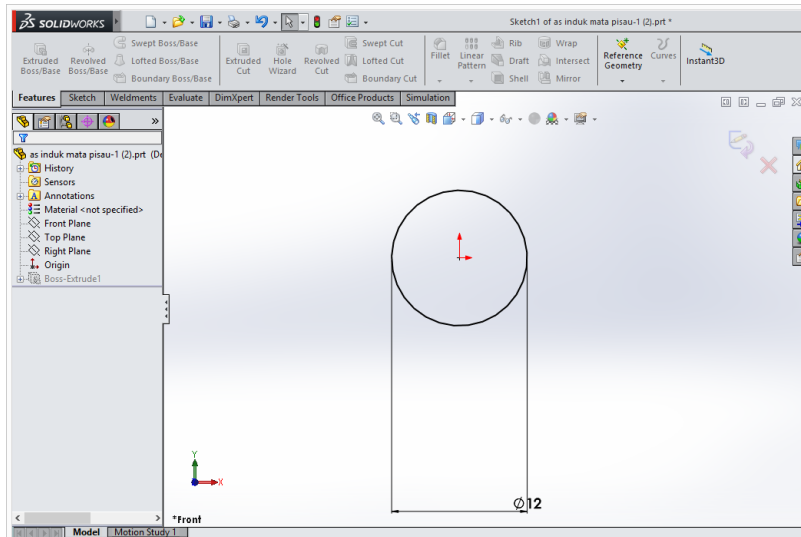 SOLIDWORKS
Sketch1 of as induk mata pisau-1 (2).prt *
Extruded Boss/Base
Revolved Boss/Base
Swept Boss/Base
Lofted Boss/Base
Boundary Boss/Base
Extruded Cut
Hole Wizard
Revolved Cut
Swept Cut
Lofted Cut
Boundary Cut
Fillet
Linear Pattern
Rib
Draft
Shell
Wrap
Intersect
Mirror
Reference Geometry
Curves
Instant3D
Features
Sketch
Weldments
Evaluate
DimXpert
Render Tools
Office Products
Simulation
as induk mata pisau-1 (2).prt (De
History
Sensors
Annotations
Material <not specified>
Front Plane
Top Plane
Right Plane
Origin
Boss-Extrude1
Y
X
*Front
∅12
Model
Motion Study 1